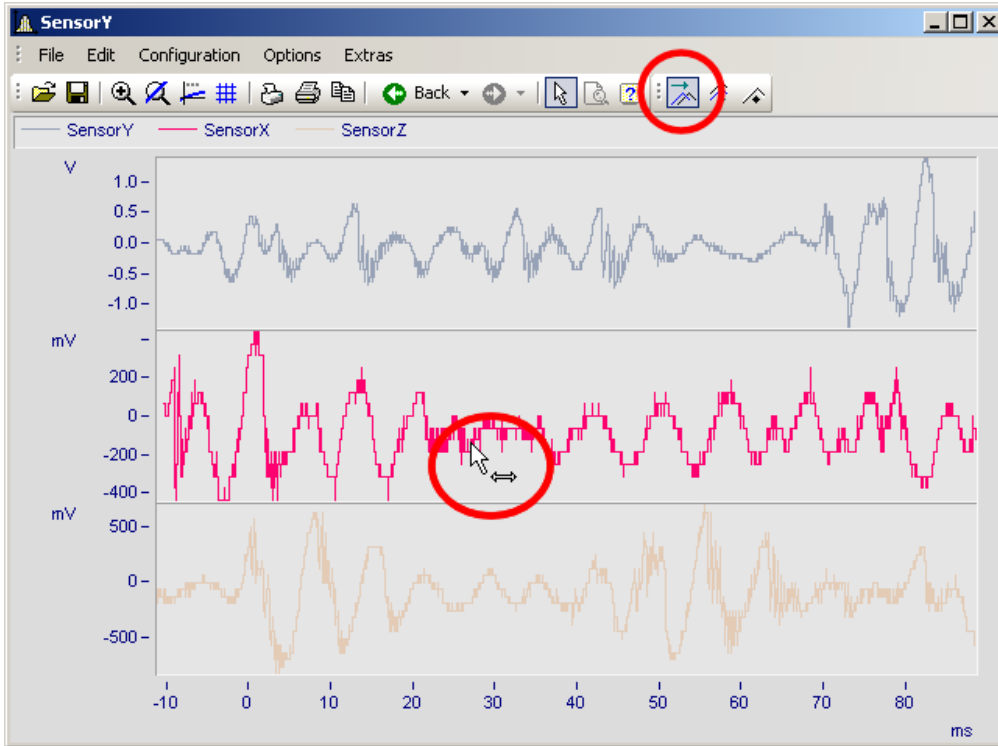 SensorY
File Edit Configuration Options Extras
Back
SensorY SensorX SensorZ
V
1.0
0.5
0.0
-0.5
-1.0
mV
200
0
-200
-400
mV
500
0
-500
-10 0 10 20 30 40 50 60 70 80
ms